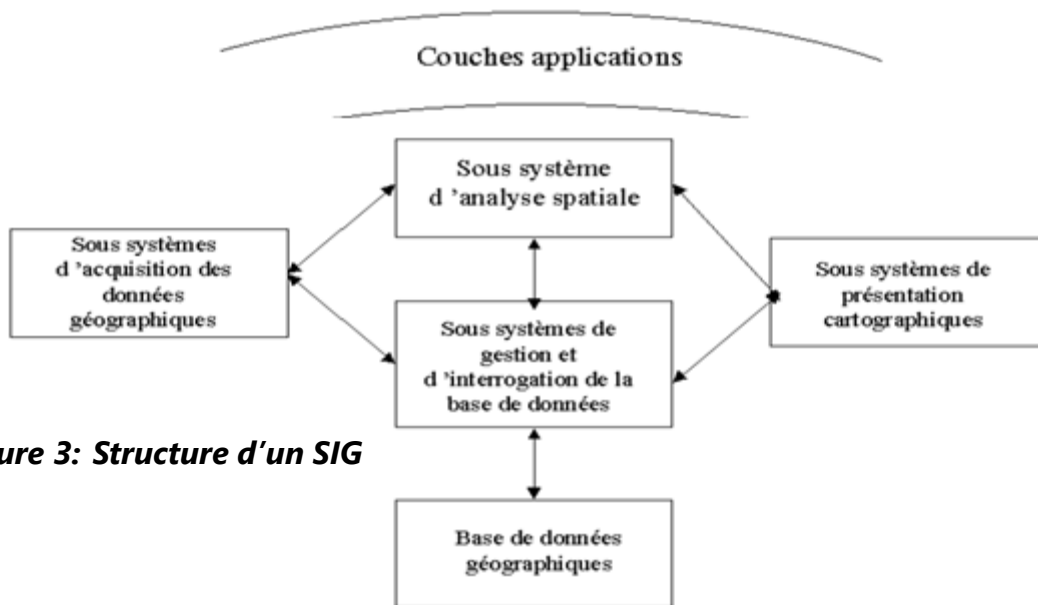 Couches applications
Sous système
d 'analyse spatiale
Sous systèmes
d 'acquisition des
données
géographiques
Sous systèmes de
présentation
cartographiques
Sous systèmes de
gestion et
d 'interrogation de la
base de données
ure 3: Structure d'un SIG
Base de données
géographiques